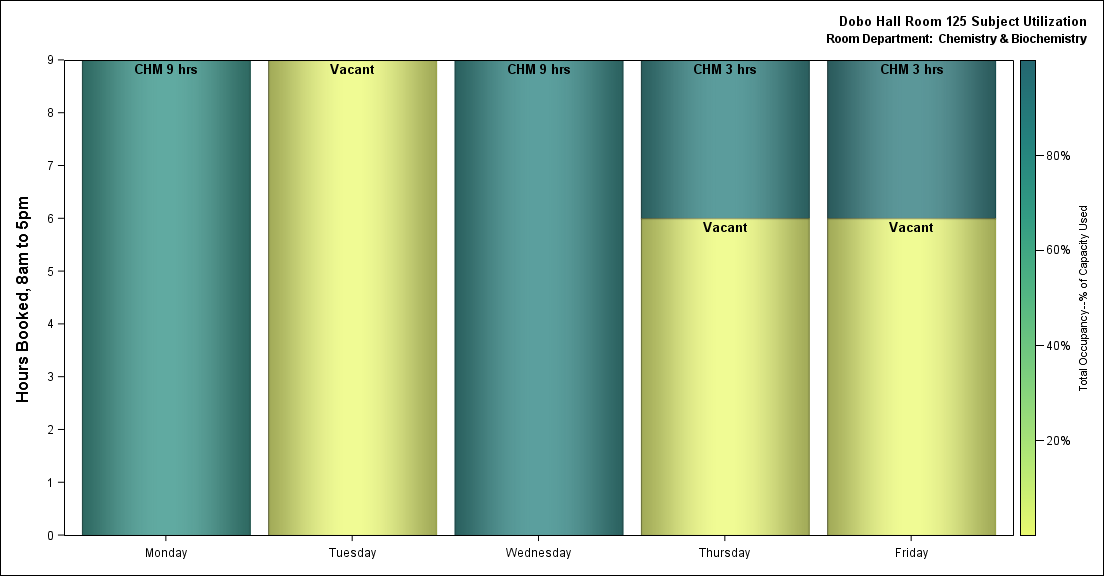 Dobo Hall Room 125 Subject Utilization
Room Department: Chemistry & Biochemistry
Hours Booked, 8am to 5pm
9
8
7
6
5
4
3
2
1
0
CHM 9 hrs
Vacant
CHM 9 hrs
CHM 3 hrs
CHM 3 hrs
Vacant
Vacant
Monday
Tuesday
Wednesday
Thursday
Friday
80%
60%
40%
20%
Total Occupancy--% of Capacity Used